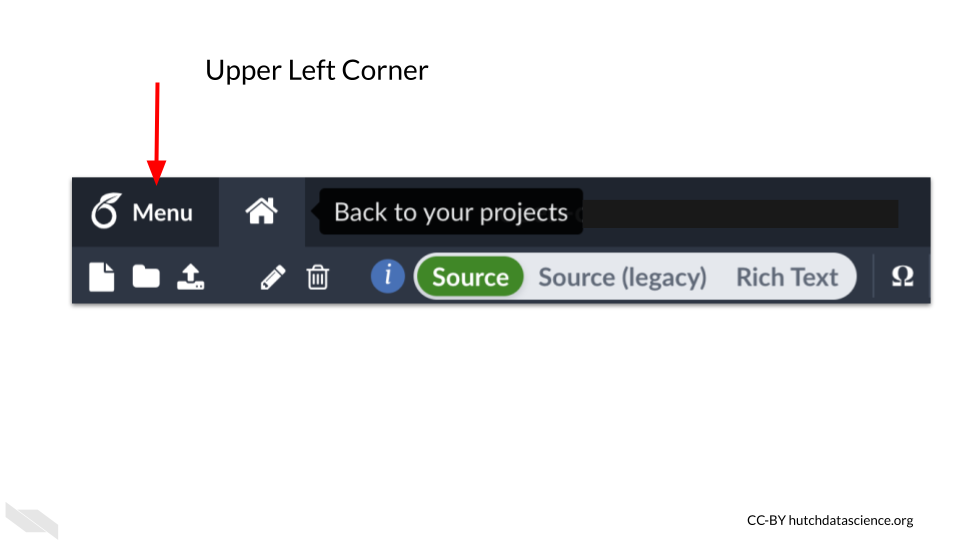 Upper Left Corner
Menu
Back to your projects
i
Source Source (legacy) Rich Text Ω
CC-BY hutchdatascience.org